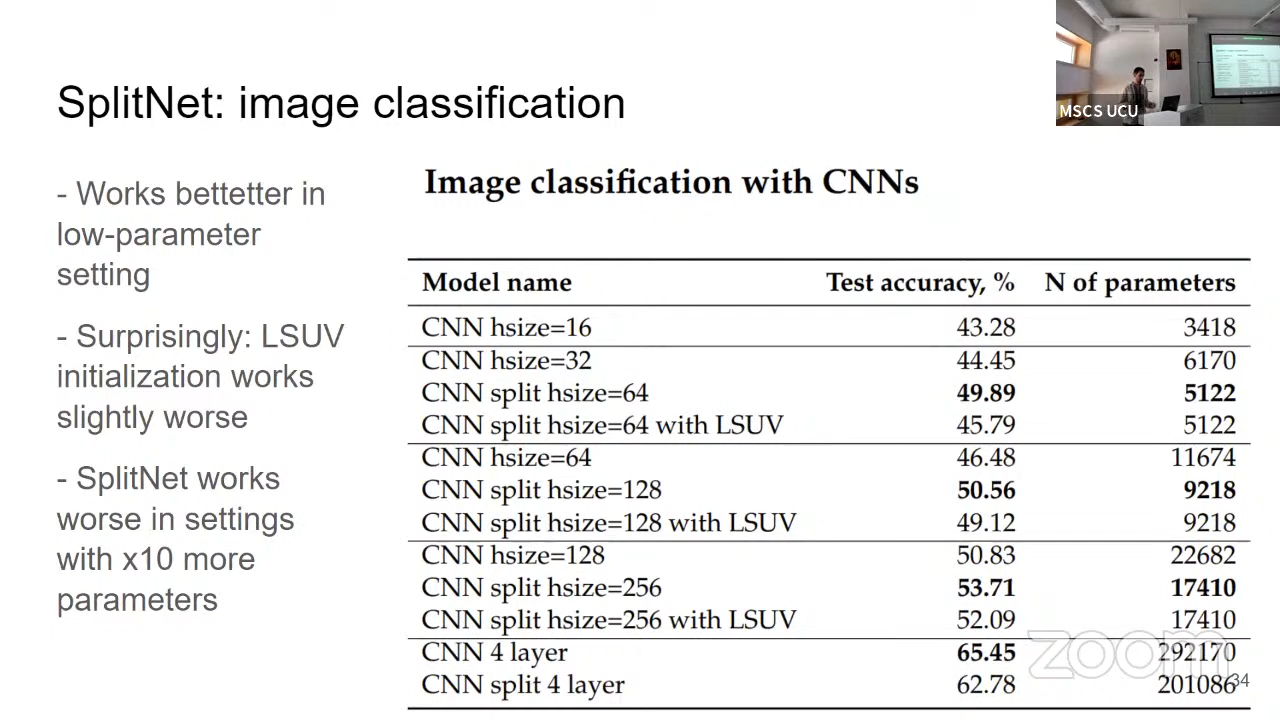 MSCS UCU
SplitNet: image classification
- Works bettetter in
low-parameter
setting
- Surprisingly: LSUV
initialization works
slightly worse
- SplitNet works
worse in settings
with x10 more
parameters
Image classification with CNNs
Model name Test accuracy, % N of parameters
CNN hsize=16 43.28 3418
CNN hsize=32 44.45 6170
CNN split hsize=64 49.89 5122
CNN split hsize=64 with LSUV 45.79 5122
CNN hsize=64 46.48 11674
CNN split hsize=128 50.56 9218
CNN split hsize=128 with LSUV 49.12 9218
CNN hsize=128 50.83 22682
CNN split hsize=256 53.71 17410
CNN split hsize=256 with LSUV 52.09 17410
CNN 4 layer 65.45 292170
CNN split 4 layer 62.78 201086
zoom
34